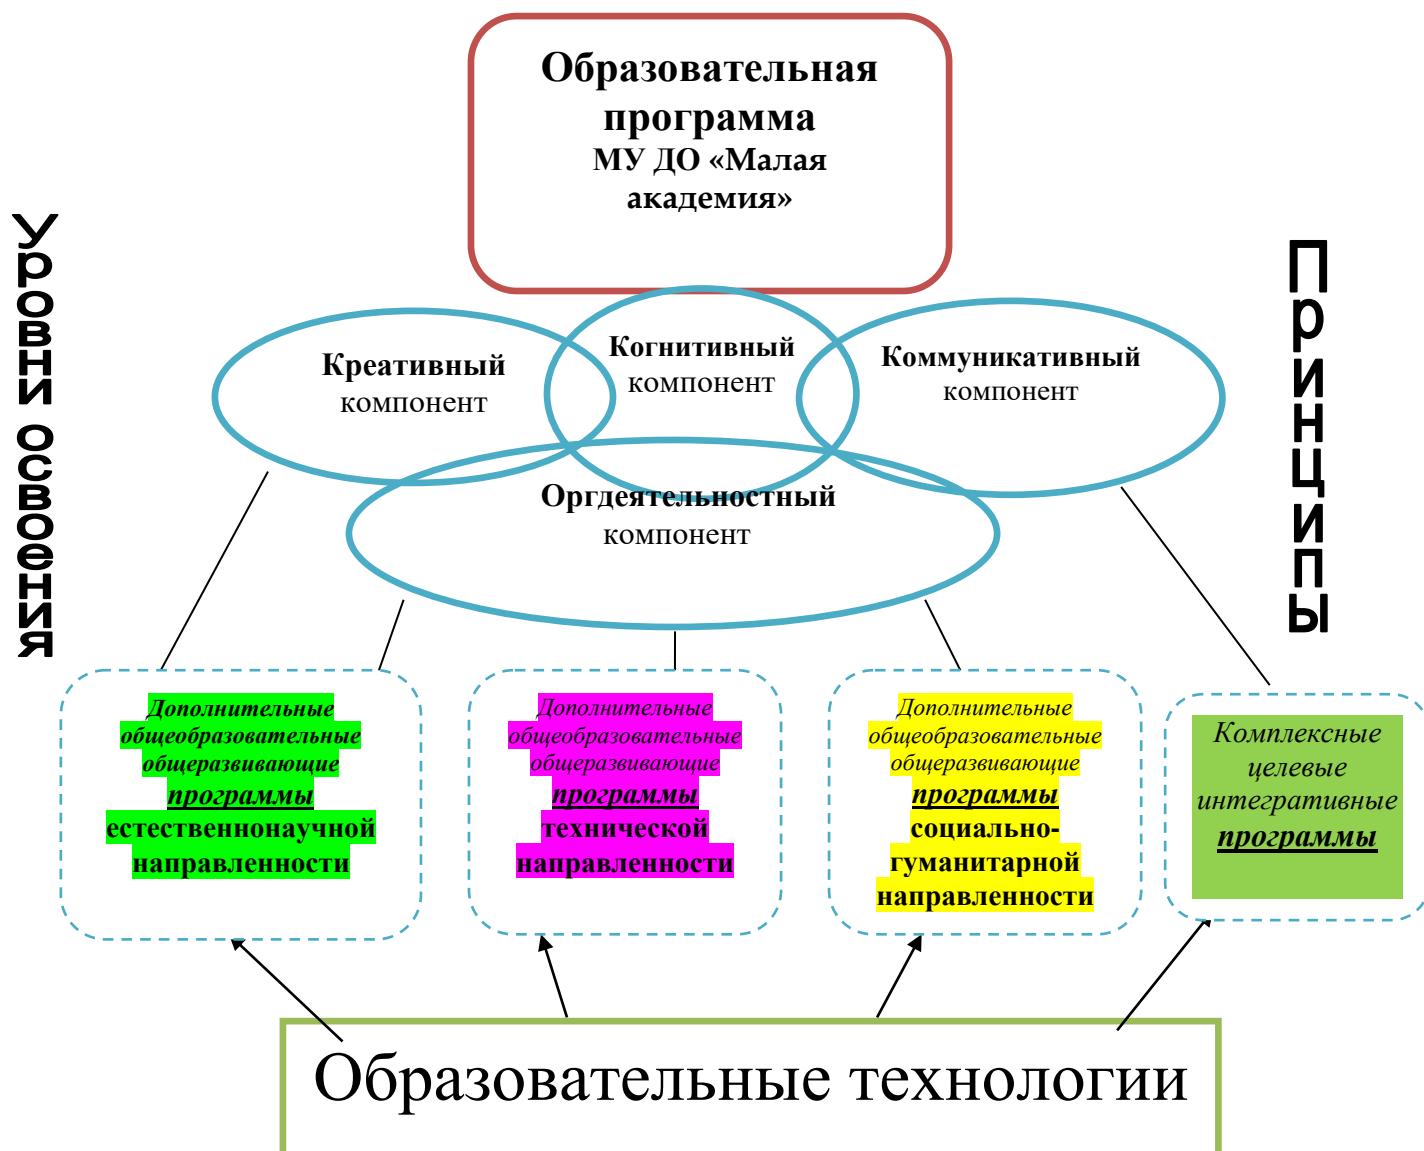 Образовательная
программа
МУ ДО «Малая
академия»
Уровни освоения
Принципы
Креативный
компонент
Когнитивный
компонент
Коммуникативный
компонент
Оргдеятельностный
компонент
Дополнительные
общеобразовательные
общеразвивающие
программы
естественнонаучной
направленности
Дополнительные
общеобразовательные
общеразвивающие
программы
технической
направленности
Дополнительные
общеобразовательные
общеразвивающие
программы
социально-
гуманитарной
направленности
Комплексные
целевые
интегративные
программы
Образовательные технологии